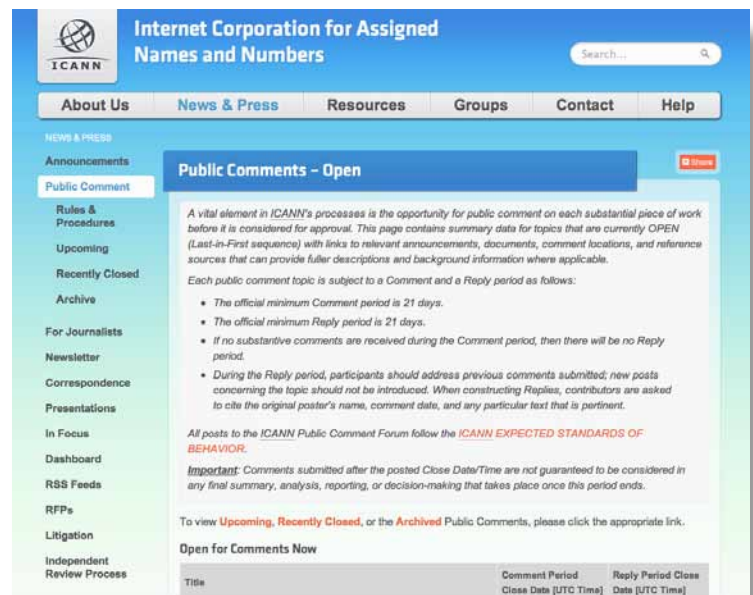 ICANN
Internet Corporation for Assigned
Names and Numbers
Search...
About Us
News & Press
Resources
Groups
Contact
Help
NEWS & PRESS
Announcements
Public Comment
Rules &
Procedures
Upcoming
Recently Closed
Archive
For Journalists
Newsletter
Correspondence
Presentations
In Focus
Dashboard
RSS Feeds
RFPs
Litigation
Independent
Review Process
Share
Public Comments – Open
A vital element in ICANN's processes is the opportunity for public comment on each substantial piece of work
before it is considered for approval. This page contains summary data for topics that are currently OPEN
(Last-in-First sequence) with links to relevant announcements, documents, comment locations, and reference
sources that can provide fuller descriptions and background information where applicable.
Each public comment topic is subject to a Comment and a Reply period as follows:
• The official minimum Comment period is 21 days.
• The official minimum Reply period is 21 days.
• If no substantive comments are received during the Comment period, then there will be no Reply
period.
• During the Reply period, participants should address previous comments submitted; new posts
concerning the topic should not be introduced. When constructing Replies, contributors are asked
to cite the original poster's name, comment date, and any particular text that is pertinent.
All posts to the ICANN Public Comment Forum follow the ICANN EXPECTED STANDARDS OF
BEHAVIOR.
Important: Comments submitted after the posted Close Date/Time are not guaranteed to be considered in
any final summary, analysis, reporting, or decision-making that takes place once this period ends.
To view Upcoming, Recently Closed, or the Archived Public Comments, please click the appropriate link.
Open for Comments Now
Title
Comment Period
Close Date [UTC Time]
Reply Period Close
Date [UTC Time]